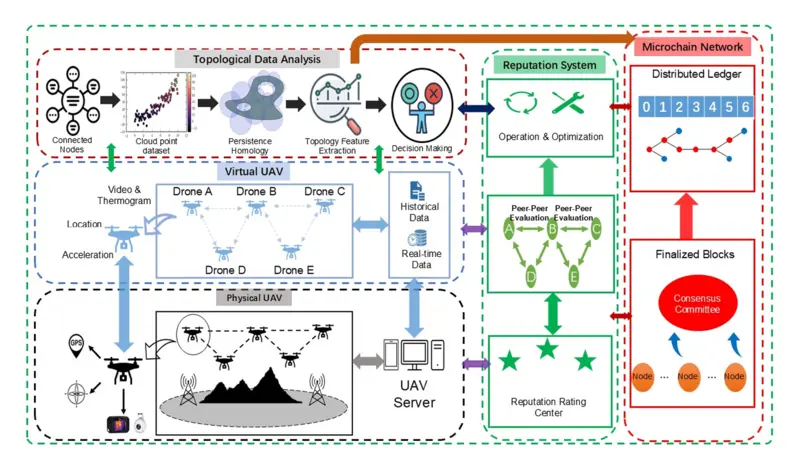 Topological Data Analysis
Connected
Nodes
Cloud point
dataset
Persistence
Homology
Topology Feature
Extraction
Decision Making
Virtual UAV
Video &
Thermogram
Location
Acceleration
Drone A
Drone B
Drone C
Drone D
Drone E
Historical
Data
Real-time
Data
Physical UAV
GPS
UAV
Server
Reputation System
Operation & Optimization
Peer-Peer
Evaluation
Peer-Peer
Evaluation
A
B
C
D
E
Reputation Rating
Center
Microchain Network
Distributed Ledger
0 1 2 3 4 5 6
Finalized Blocks
Consensus
Committee
Node ... Node ... Node